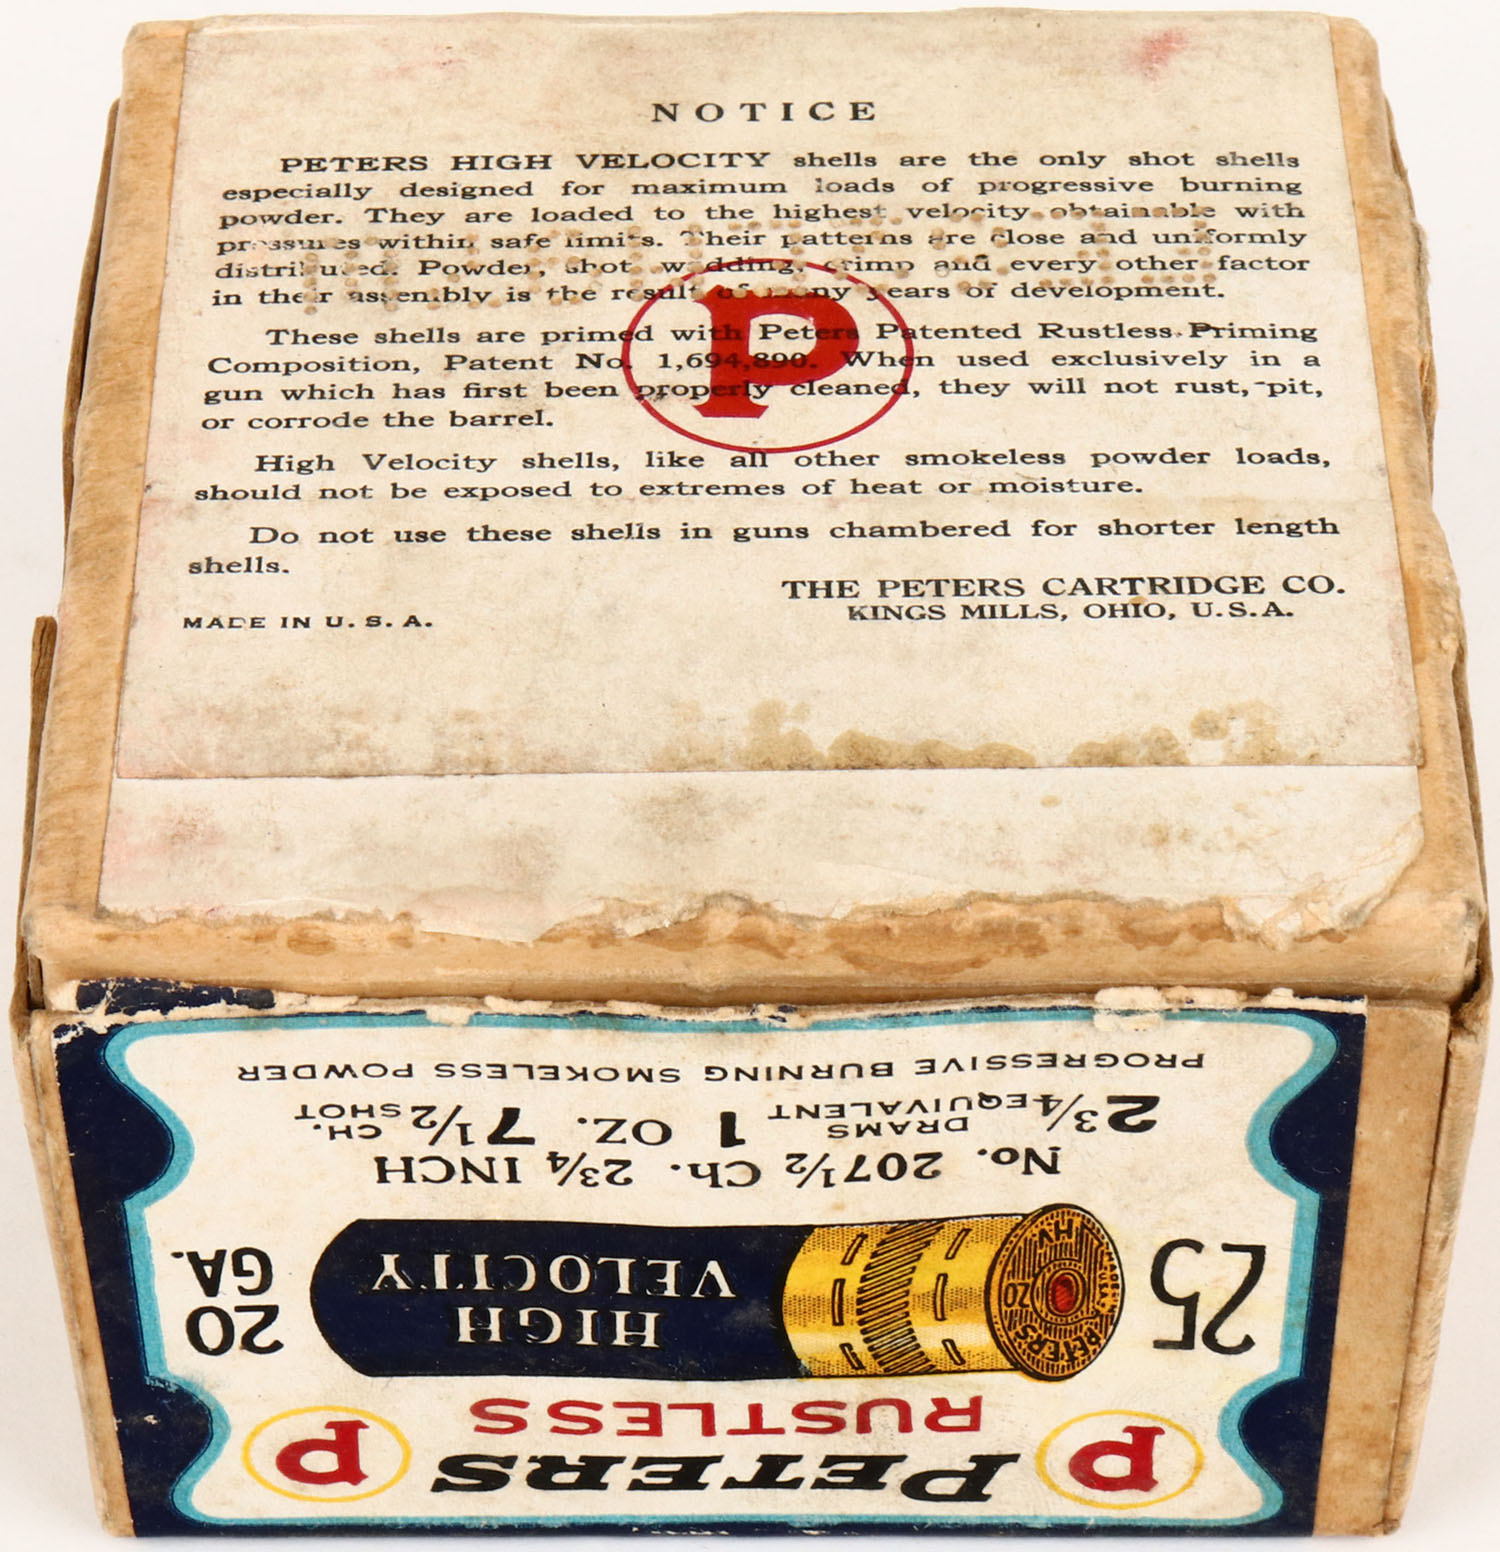 NOTICE
PETERS HIGH VELOCITY shells are the only shot shells
especially designed for maximum loads of progressive burning
powder. They are loaded to the highest velocity obtainable with
pressures within safe limits. Their patterns are close and uniformly
distributed. Powder, shot wadding, crimp and every other factor
in their assembly is the result of many years of development.
These shells are primed with Peters Patented Rustless Priming
Composition, Patent No. 1,694,890. When used exclusively in a
gun which has first been properly cleaned, they will not rust, pit,
or corrode the barrel.
P
High Velocity shells, like all other smokeless powder loads,
should not be exposed to extremes of heat or moisture.
Do not use these shells in guns chambered for shorter length
shells.
THE PETERS CARTRIDGE CO.
KINGS MILLS, OHIO, U.S.A.
MADE IN U. S. A.
P PETERS P
RUSTLESS
25
HIGH
VELOCITY
20
GA.
PETERS
HV
20
MADE IN
U.S.A.
No. 207½ Ch. 2¾ INCH
2¾ DRAMS EQUIVALENT 1 OZ. 7½ CH. SHOT
PROGRESSIVE BURNING SMOKELESS POWDER